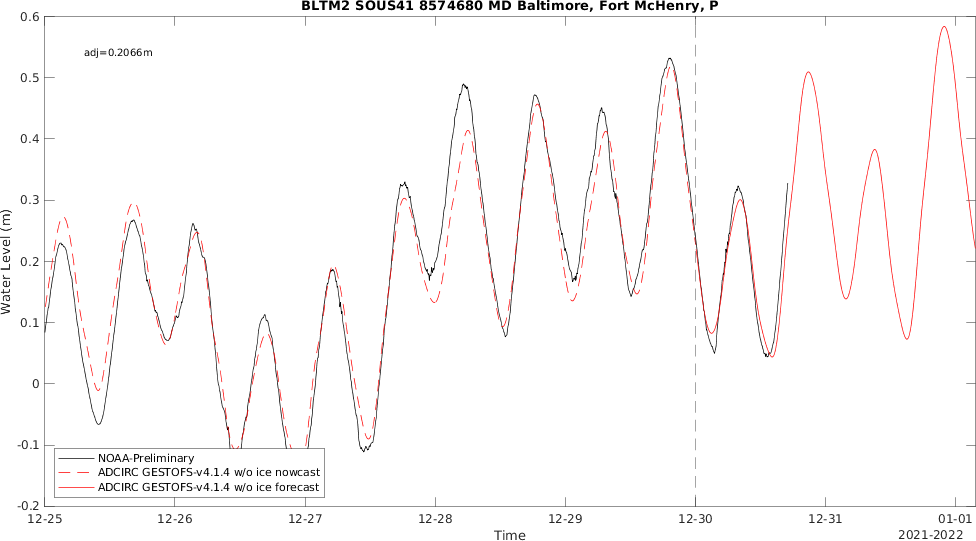 BLTM2 SOUS41 8574680 MD Baltimore, Fort McHenry, P
adj=0.2066m
0.6
0.5
0.4
0.3
0.2
0.1
0
-0.1
-0.2
Water Level (m)
NOAA-Preliminary
ADCIRC GESTOFS-v4.1.4 w/o ice nowcast
ADCIRC GESTOFS-v4.1.4 w/o ice forecast
12-25 12-26 12-27 12-28 12-29 12-30 12-31 01-01
Time
2021-2022